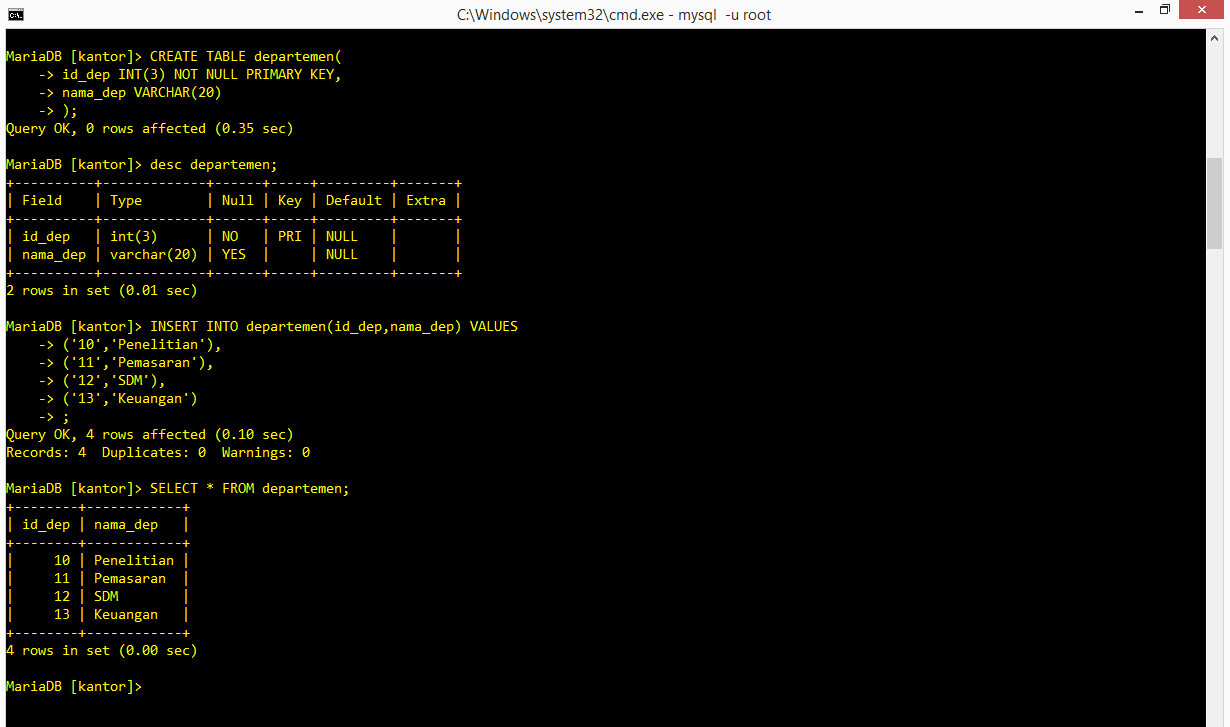 C:\Windows\system32\cmd.exe - mysql  -u root
MariaDB [kantor]> CREATE TABLE departemen(
    -> id_dep INT(3) NOT NULL PRIMARY KEY,
    -> nama_dep VARCHAR(20)
    -> );
Query OK, 0 rows affected (0.35 sec)
MariaDB [kantor]> desc departemen;
+----------+-------------+------+-----+---------+-------+
| Field    | Type        | Null | Key | Default | Extra |
+----------+-------------+------+-----+---------+-------+
| id_dep   | int(3)      | NO   | PRI | NULL    |       |
| nama_dep | varchar(20) | YES  |     | NULL    |       |
+----------+-------------+------+-----+---------+-------+
2 rows in set (0.01 sec)
MariaDB [kantor]> INSERT INTO departemen(id_dep,nama_dep) VALUES
    -> ('10','Penelitian'),
    -> ('11','Pemasaran'),
    -> ('12','SDM'),
    -> ('13','Keuangan')
    -> ;
Query OK, 4 rows affected (0.10 sec)
Records: 4  Duplicates: 0  Warnings: 0
MariaDB [kantor]> SELECT * FROM departemen;
+--------+------------+
| id_dep | nama_dep   |
+--------+------------+
|     10 | Penelitian |
|     11 | Pemasaran  |
|     12 | SDM        |
|     13 | Keuangan   |
+--------+------------+
4 rows in set (0.00 sec)
MariaDB [kantor]>